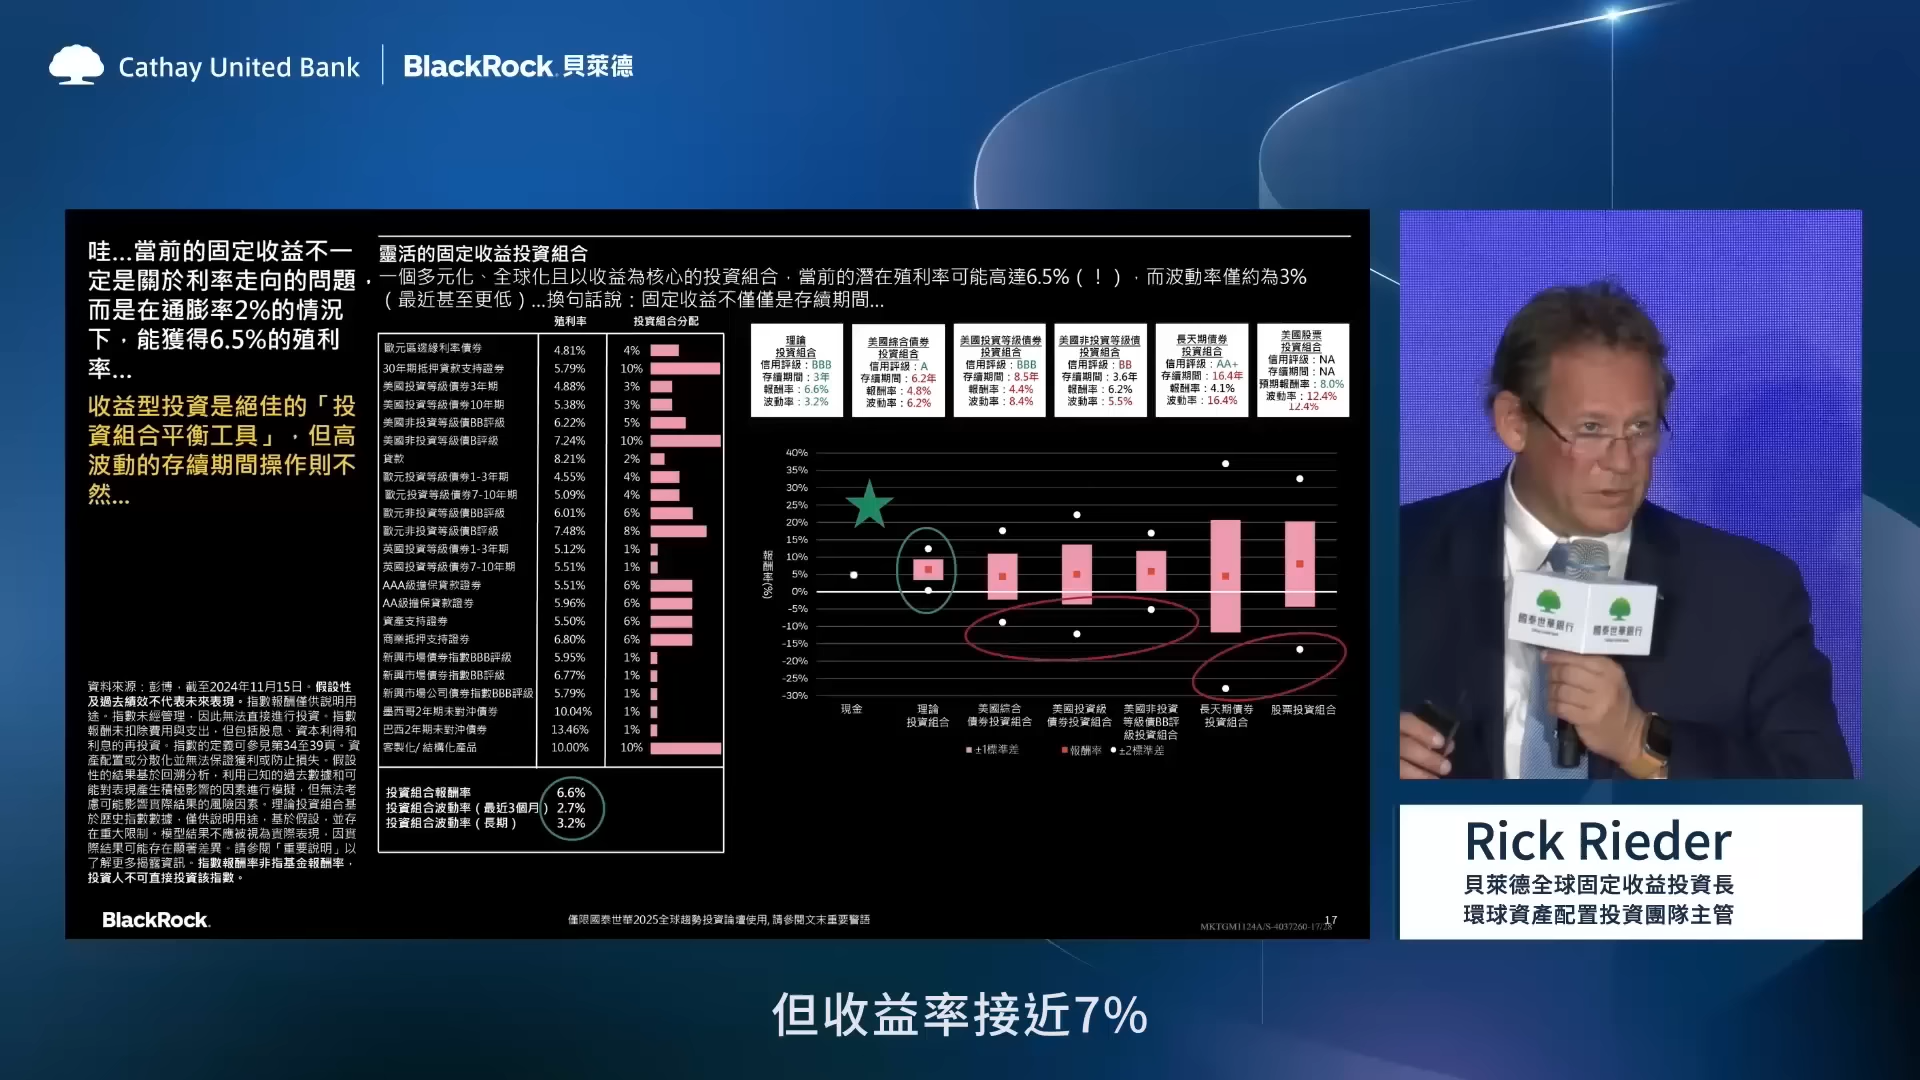 Cathay United Bank
BlackRock. 貝萊德
哇...當前的固定收益不一
定是關於利率走向的問題，
而是在通膨率2%的情況
下，能獲得6.5%的殖利
率...
收益型投資是絕佳的「投
資組合平衡工具」，但高
波動的存續期間操作則不
然...
資料來源：彭博，截至2024年11月15日。假設性
及過去績效不代表未來表現。指數報酬僅供說明用
途。指數未經管理，因此無法直接進行投資。指數
報酬未扣除費用與支出，但包括股息、資本利得和
利息的再投資。指數的定義可參見第34至39頁。資
產配置或分散化並無法保證獲利或防止損失。假設
性的結果基於回溯分析，利用已知的過去數據和可
能對表現產生積極影響的因素進行模擬，但無法考
慮可能影響實際結果的風險因素。理論投資組合基
於歷史指數數據，僅供說明用途，基於假設，並存
在重大限制。模型結果不應被視為實際表現，因實
際結果可能存在顯著差異。請參閱「重要說明」以
了解更多揭露資訊。指數報酬率非指基金報酬率，
投資人不可直接投資該指數。
靈活的固定收益投資組合
一個多元化、全球化且以收益為核心的投資組合，當前的潛在殖利率可能高達6.5%（！），而波動率僅約為3%
（最近甚至更低）...換句話說：固定收益不僅僅是存續期間...
殖利率 投資組合分配
歐元區邊緣利率債券 4.81% 4%
30年期抵押貸款支持證券 5.79% 10%
美國投資等級債券3年期 4.88% 3%
美國投資等級債券10年期 5.38% 3%
美國非投資等級債BB評級 6.22% 5%
美國非投資等級債B評級 7.24% 10%
貸款 8.21% 2%
歐元投資等級債券1-3年期 4.55% 4%
歐元投資等級債券7-10年期 5.09% 4%
歐元非投資等級債BB評級 6.01% 6%
歐元非投資等級債B評級 7.48% 8%
英國投資等級債券1-3年期 5.12% 1%
英國投資等級債券7-10年期 5.51% 1%
AAA級擔保貸款證券 5.51% 6%
AA級擔保貸款證券 5.96% 6%
資產支持證券 5.50% 6%
商業抵押支持證券 6.80% 6%
新興市場債券指數BBB評級 5.95% 1%
新興市場債券指數BB評級 6.77% 1%
新興市場公司債券指數BBB評級 5.79% 1%
墨西哥2年期未對沖債券 10.04% 1%
巴西2年期未對沖債券 13.46% 1%
客製化/ 結構化產品 10.00% 10%
投資組合報酬率 6.6%
投資組合波動率（最近3個月） 2.7%
投資組合波動率（長期） 3.2%
理論
投資組合
信用評級：BBB
存續期間：3年
報酬率：6.6%
波動率：3.2%
美國綜合債券
投資組合
信用評級：A
存續期間：6.2年
報酬率：4.8%
波動率：6.2%
美國投資等級債券
投資組合
信用評級：BBB
存續期間：8.5年
報酬率：4.4%
波動率：8.4%
美國非投資等級債
投資組合
信用評級：BB
存續期間：3.6年
報酬率：6.2%
波動率：5.5%
長天期債券
投資組合
信用評級：AA+
存續期間：16.4年
報酬率：4.1%
波動率：16.4%
美國股票
投資組合
信用評級：NA
存續期間：NA
預期報酬率：8.0%
波動率：12.4%
12.4%
報酬率(%)
40%
35%
30%
25%
20%
15%
10%
5%
0%
-5%
-10%
-15%
-20%
-25%
-30%
現金
理論
投資組合
美國綜合
債券投資組合
美國投資級
債券投資組合
美國非投資
等級債BB評
級投資組合
長天期債券
投資組合
股票投資組合
±1標準差 報酬率 ±2標準差
BlackRock.
僅限國泰世華2025全球趨勢投資論壇使用, 請參閱文末重要警語
17
MKTGM1124A/S-4037260-17/28
國泰世華銀行
國泰世華銀行
Rick Rieder
貝萊德全球固定收益投資長
環球資產配置投資團隊主管
但收益率接近7%